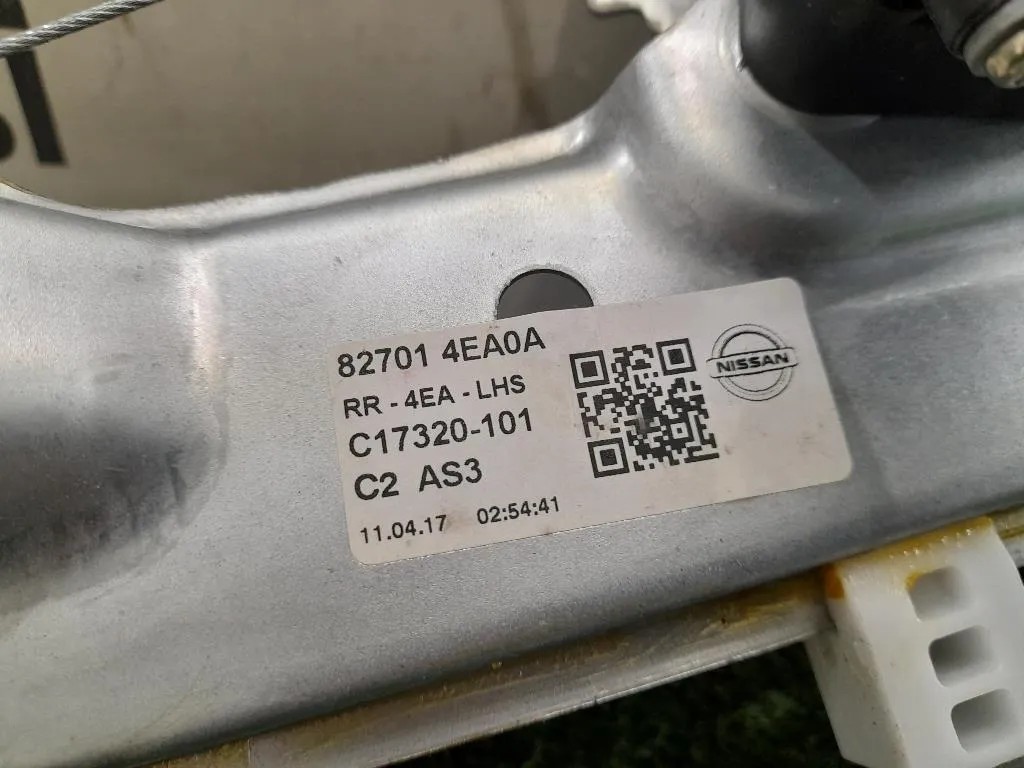 82701 4EA0A
RR - 4EA - LHS
C17320-101
C2 AS3
11.04.17 02:54:41
NISSAN